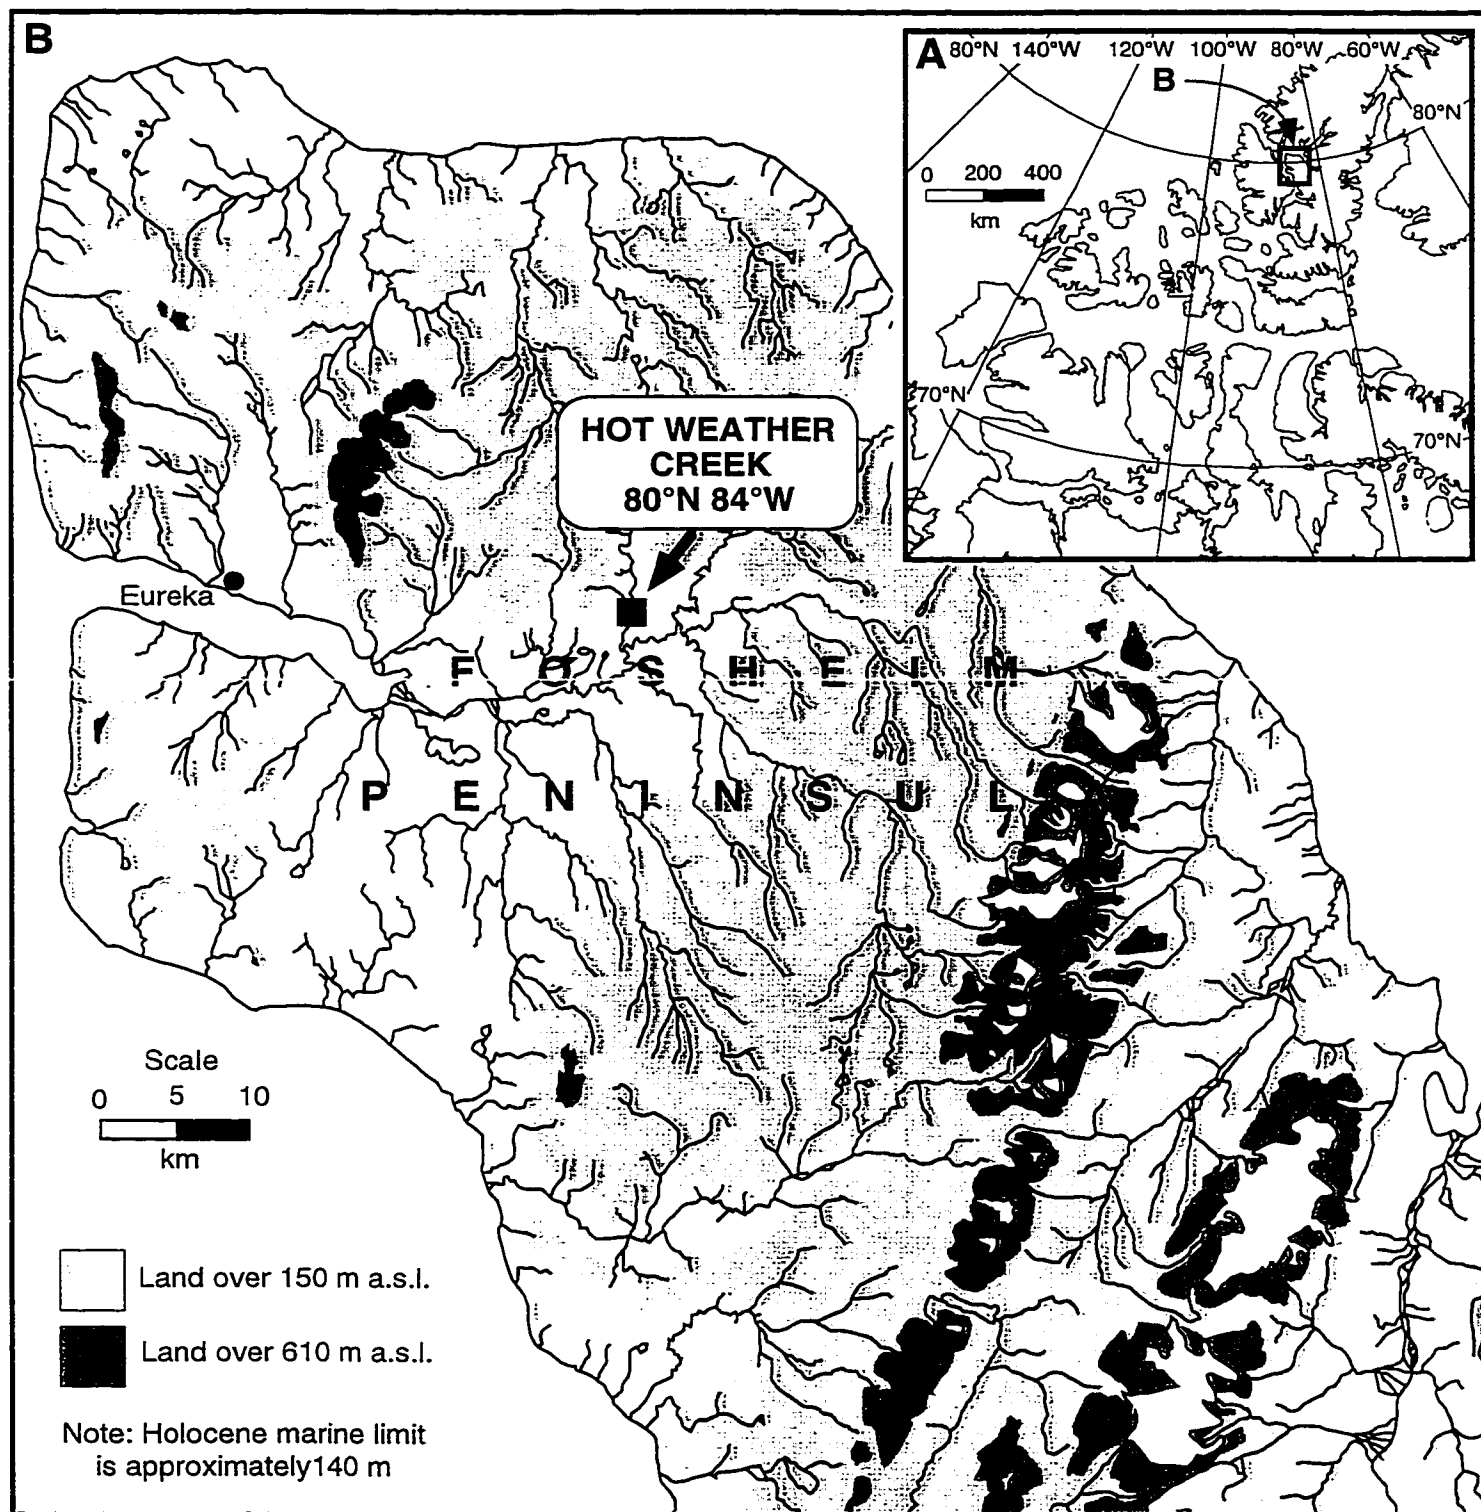 B
A
80°N 140°W 120°W 100°W 80°W 60°W
B
80°N
0 200 400
km
70°N
70°N
HOT WEATHER
CREEK
80°N 84°W
Eureka
F O S H E I M
P E N I N S U L
Scale
0 5 10
km
Land over 150 m a.s.l.
Land over 610 m a.s.l.
Note: Holocene marine limit
is approximately140 m